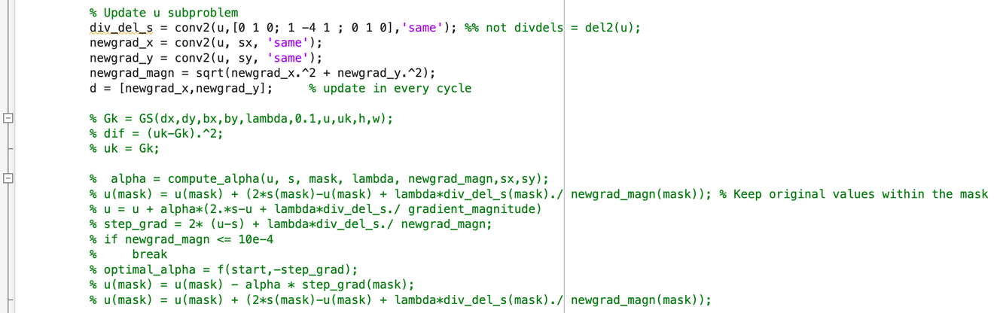 % Update u subproblem
div_del_s = conv2(u,[0 1 0; 1 -4 1 ; 0 1 0],'same'); %% not divdels = del2(u);
newgrad_x = conv2(u, sx, 'same');
newgrad_y = conv2(u, sy, 'same');
newgrad_magn = sqrt(newgrad_x.^2 + newgrad_y.^2);
d = [newgrad_x,newgrad_y];     % update in every cycle
% Gk = GS(dx,dy,bx,by,lambda,0.1,u,uk,h,w);
% dif = (uk-Gk).^2;
% uk = Gk;
%  alpha = compute_alpha(u, s, mask, lambda, newgrad_magn,sx,sy);
% u(mask) = u(mask) + (2*s(mask)-u(mask) + lambda*div_del_s(mask)./ newgrad_magn(mask)); % Keep original values within the mask
% u = u + alpha*(2.*s-u + lambda*div_del_s./ gradient_magnitude)
% step_grad = 2* (u-s) + lambda*div_del_s./ newgrad_magn;
% if newgrad_magn <= 10e-4
%     break
% optimal_alpha = f(start,-step_grad);
% u(mask) = u(mask) - alpha * step_grad(mask);
% u(mask) = u(mask) + (2*s(mask)-u(mask) + lambda*div_del_s(mask)./ newgrad_magn(mask));